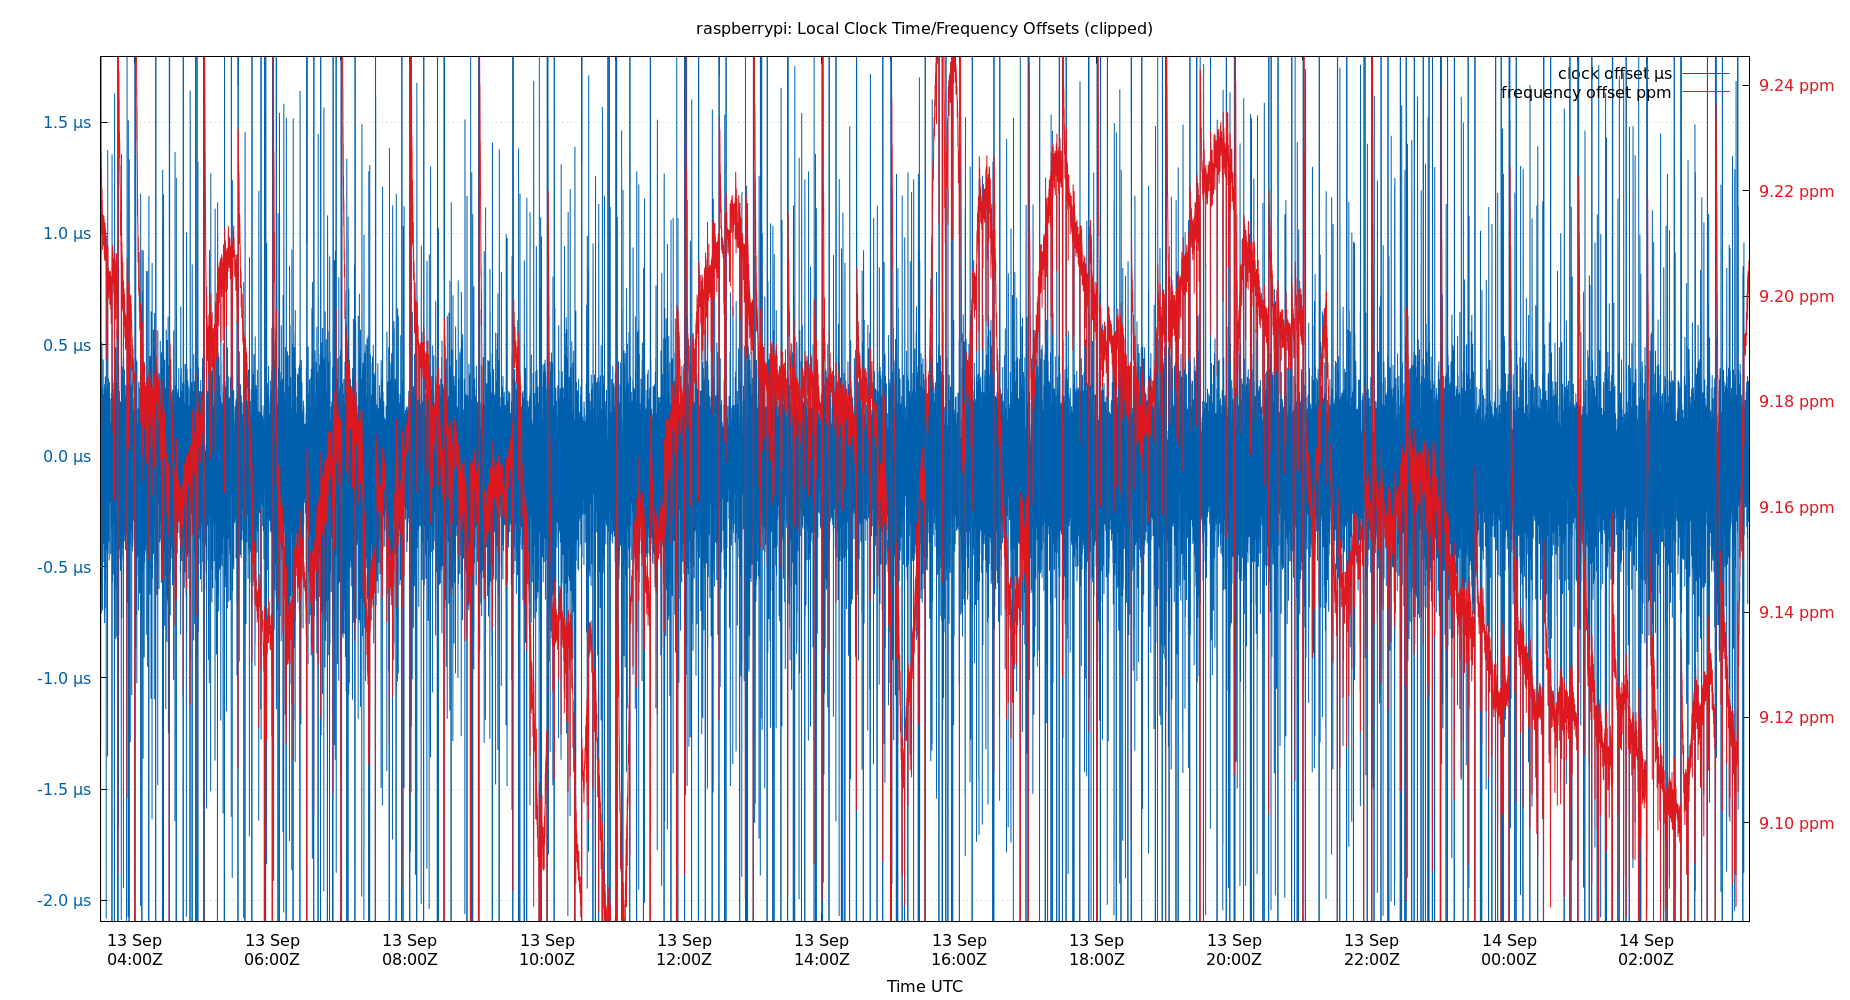 raspberrypi: Local Clock Time/Frequency Offsets (clipped)
clock offset µs
frequency offset ppm
1.5 µs
1.0 µs
0.5 µs
0.0 µs
-0.5 µs
-1.0 µs
-1.5 µs
-2.0 µs
9.24 ppm
9.22 ppm
9.20 ppm
9.18 ppm
9.16 ppm
9.14 ppm
9.12 ppm
9.10 ppm
13 Sep 13 Sep 13 Sep 13 Sep 13 Sep 13 Sep 13 Sep 13 Sep 13 Sep 13 Sep 14 Sep 14 Sep
04:00Z 06:00Z 08:00Z 10:00Z 12:00Z 14:00Z 16:00Z 18:00Z 20:00Z 22:00Z 00:00Z 02:00Z
Time UTC